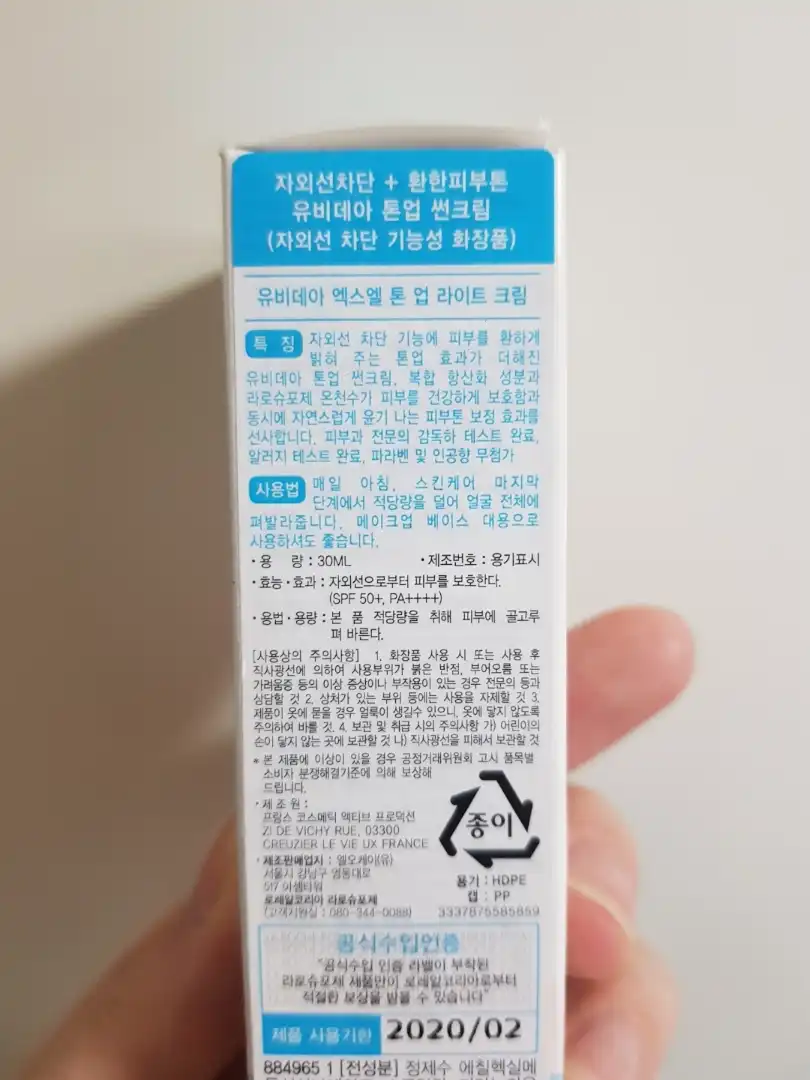 자외선차단 + 환한피부톤
유비데아 톤업 썬크림
(자외선 차단 기능성 화장품)
유비데아 엑스엘 톤 업 라이트 크림
특 징 자외선 차단 기능에 피부를 환하게
밝혀 주는 톤업 효과가 더해진
유비데아 톤업 썬크림. 복합 항산화 성분과
라로슈포제 온천수가 피부를 건강하게 보호함과
동시에 자연스럽게 윤기 나는 피부톤 보정 효과를
선사합니다. 피부과 전문의 감독하 테스트 완료,
알러지 테스트 완료, 파라벤 및 인공향 무첨가
사용법 매일 아침, 스킨케어 마지막
단계에서 적당량을 덜어 얼굴 전체에
펴발라줍니다. 메이크업 베이스 대용으로
사용하셔도 좋습니다.
・용 량 : 30ML ・제조번호 : 용기표시
・효능・효과 : 자외선으로부터 피부를 보호한다.
(SPF 50+, PA++++)
・용법・용량 : 본 품 적당량을 취해 피부에 골고루
펴 바른다.
[사용상의 주의사항] 1. 화장품 사용 시 또는 사용 후
직사광선에 의하여 사용부위가 붉은 반점, 부어오름 또는
가려움증 등의 이상 증상이나 부작용이 있는 경우 전문의 등과
상담할 것 2. 상처가 있는 부위 등에는 사용을 자제할 것 3.
제품이 옷에 묻을 경우 얼룩이 생길수 있으니, 옷에 닿지 않도록
주의하여 바를 것. 4. 보관 및 취급 시의 주의사항 가) 어린이의
손이 닿지 않는 곳에 보관할 것 나) 직사광선을 피해서 보관할 것
* 본 제품에 이상이 있을 경우 공정거래위원회 고시 품목별
소비자 분쟁해결기준에 의해 보상해
드립니다.
・제 조 원 :
프랑스 코스메틱 액티브 프로덕션
ZI DE VICHY RUE, 03300
CREUZIER LE VIE UX FRANCE
종이
・제조판매업자 : 엘오케이(유)
서울시 강남구 영동대로
517 아셈타워
로레알코리아 라로슈포제
(고객지원실 : 080-344-0088)
용기 : HDPE
캡 : PP
3337875585859
공식수입인증
"공식수입 인증 라벨이 부착된
라로슈포제 제품만이 로레알코리아로부터
적절한 보상을 받을 수 있습니다"
제품 사용기한 2020/02
884965 1 [전성분] 정제수 에칠헥실메